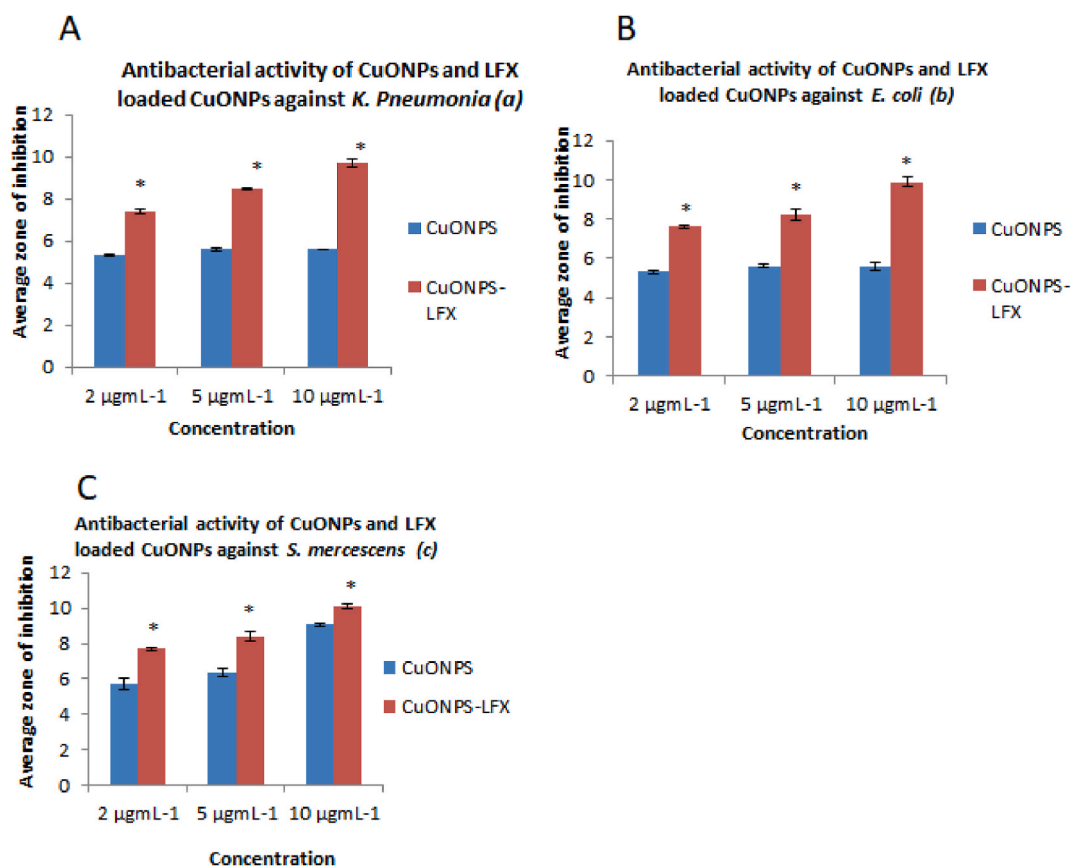 A
Antibacterial activity of CuONPs and LFX
loaded CuONPs against K. Pneumonia (a)
Average zone of inhibition
12
10
8
6
4
2
0
*
*
*
2 µgmL-1
5 µgmL-1
10 µgmL-1
Concentration
CuONPS
CuONPS-
LFX
B
Antibacterial activity of CuONPs and LFX
loaded CuONPs against E. coli (b)
Average zone of inhibition
12
10
8
6
4
2
0
*
*
*
2 µgmL-1
5 µgmL-1
10 µgmL-1
Concentration
CuONPS
CuONPS-
LFX
C
Antibacterial activity of CuONPs and LFX
loaded CuONPs against S. mercescens (c)
Average zone of inhibition
12
10
8
6
4
2
0
*
*
*
2 µgmL-1
5 µgmL-1
10 µgmL-1
Concentration
CuONPS
CuONPS-LFX